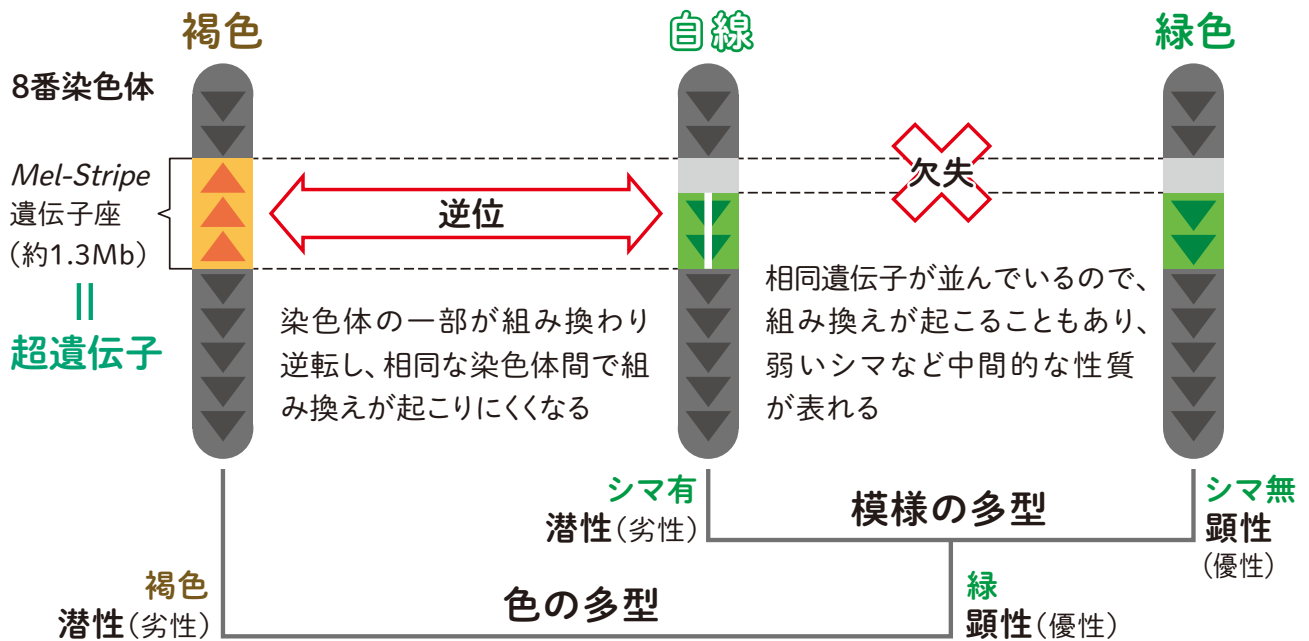 褐色
白線
緑色
8番染色体
Mel-Stripe
遺伝子座
(約1.3Mb)
||
超遺伝子
逆位
欠失
染色体の一部が組み換わり
逆転し、相同な染色体間で組
み換えが起こりにくくなる
相同遺伝子が並んでいるので、
組み換えが起こることもあり、
弱いシマなど中間的な性質
が表れる
シマ有
潜性(劣性)
模様の多型
シマ無
顕性
(優性)
褐色
潜性(劣性)
色の多型
緑
顕性(優性)